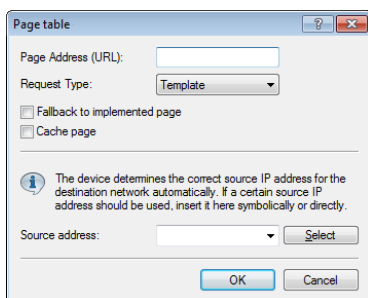 Page table
Page Address (URL):
Request Type: Template
Fallback to implemented page
Cache page
The device determines the correct source IP address for the
destination network automatically. If a certain source IP
address should be used, insert it here symbolically or directly.
Source address: Select
OK Cancel